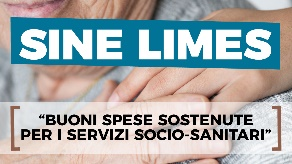 SINE LIMES
“BUONI SPESE SOSTENUTE
PER I SERVIZI SOCIO-SANITARI”